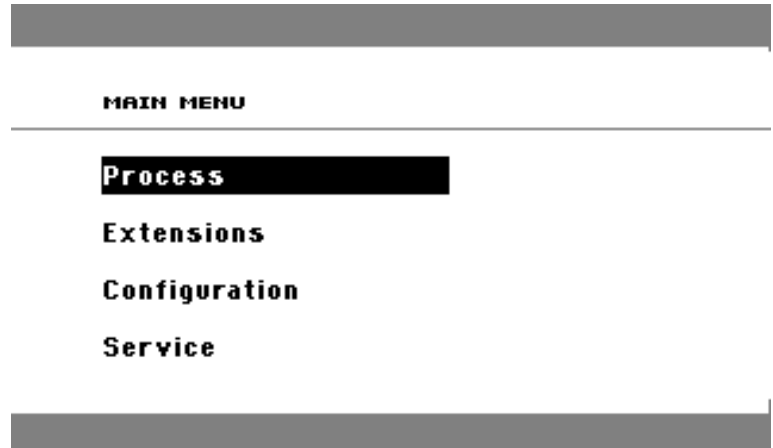 MAIN MENU
Process
Extensions
Configuration
Service